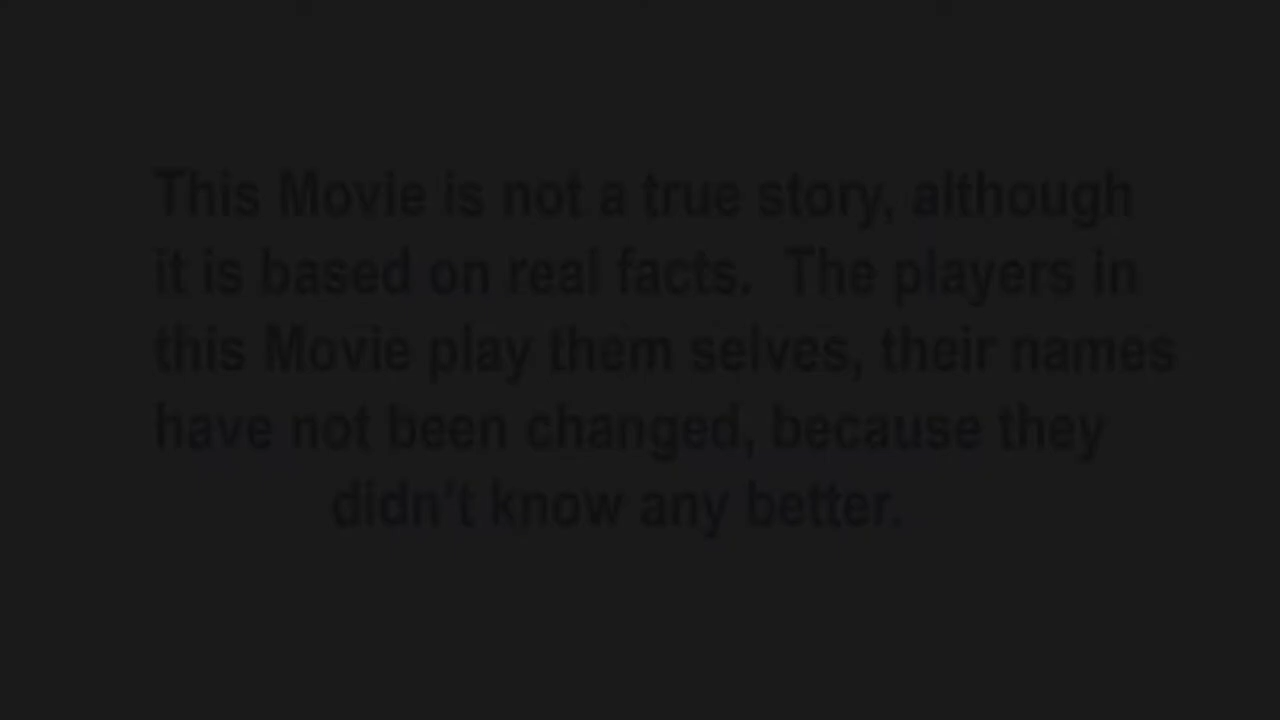 This Movie is not a true story, although
it is based on real facts.  The players in
this Movie play them selves, their names
have not been changed, because they
didn't know any better.